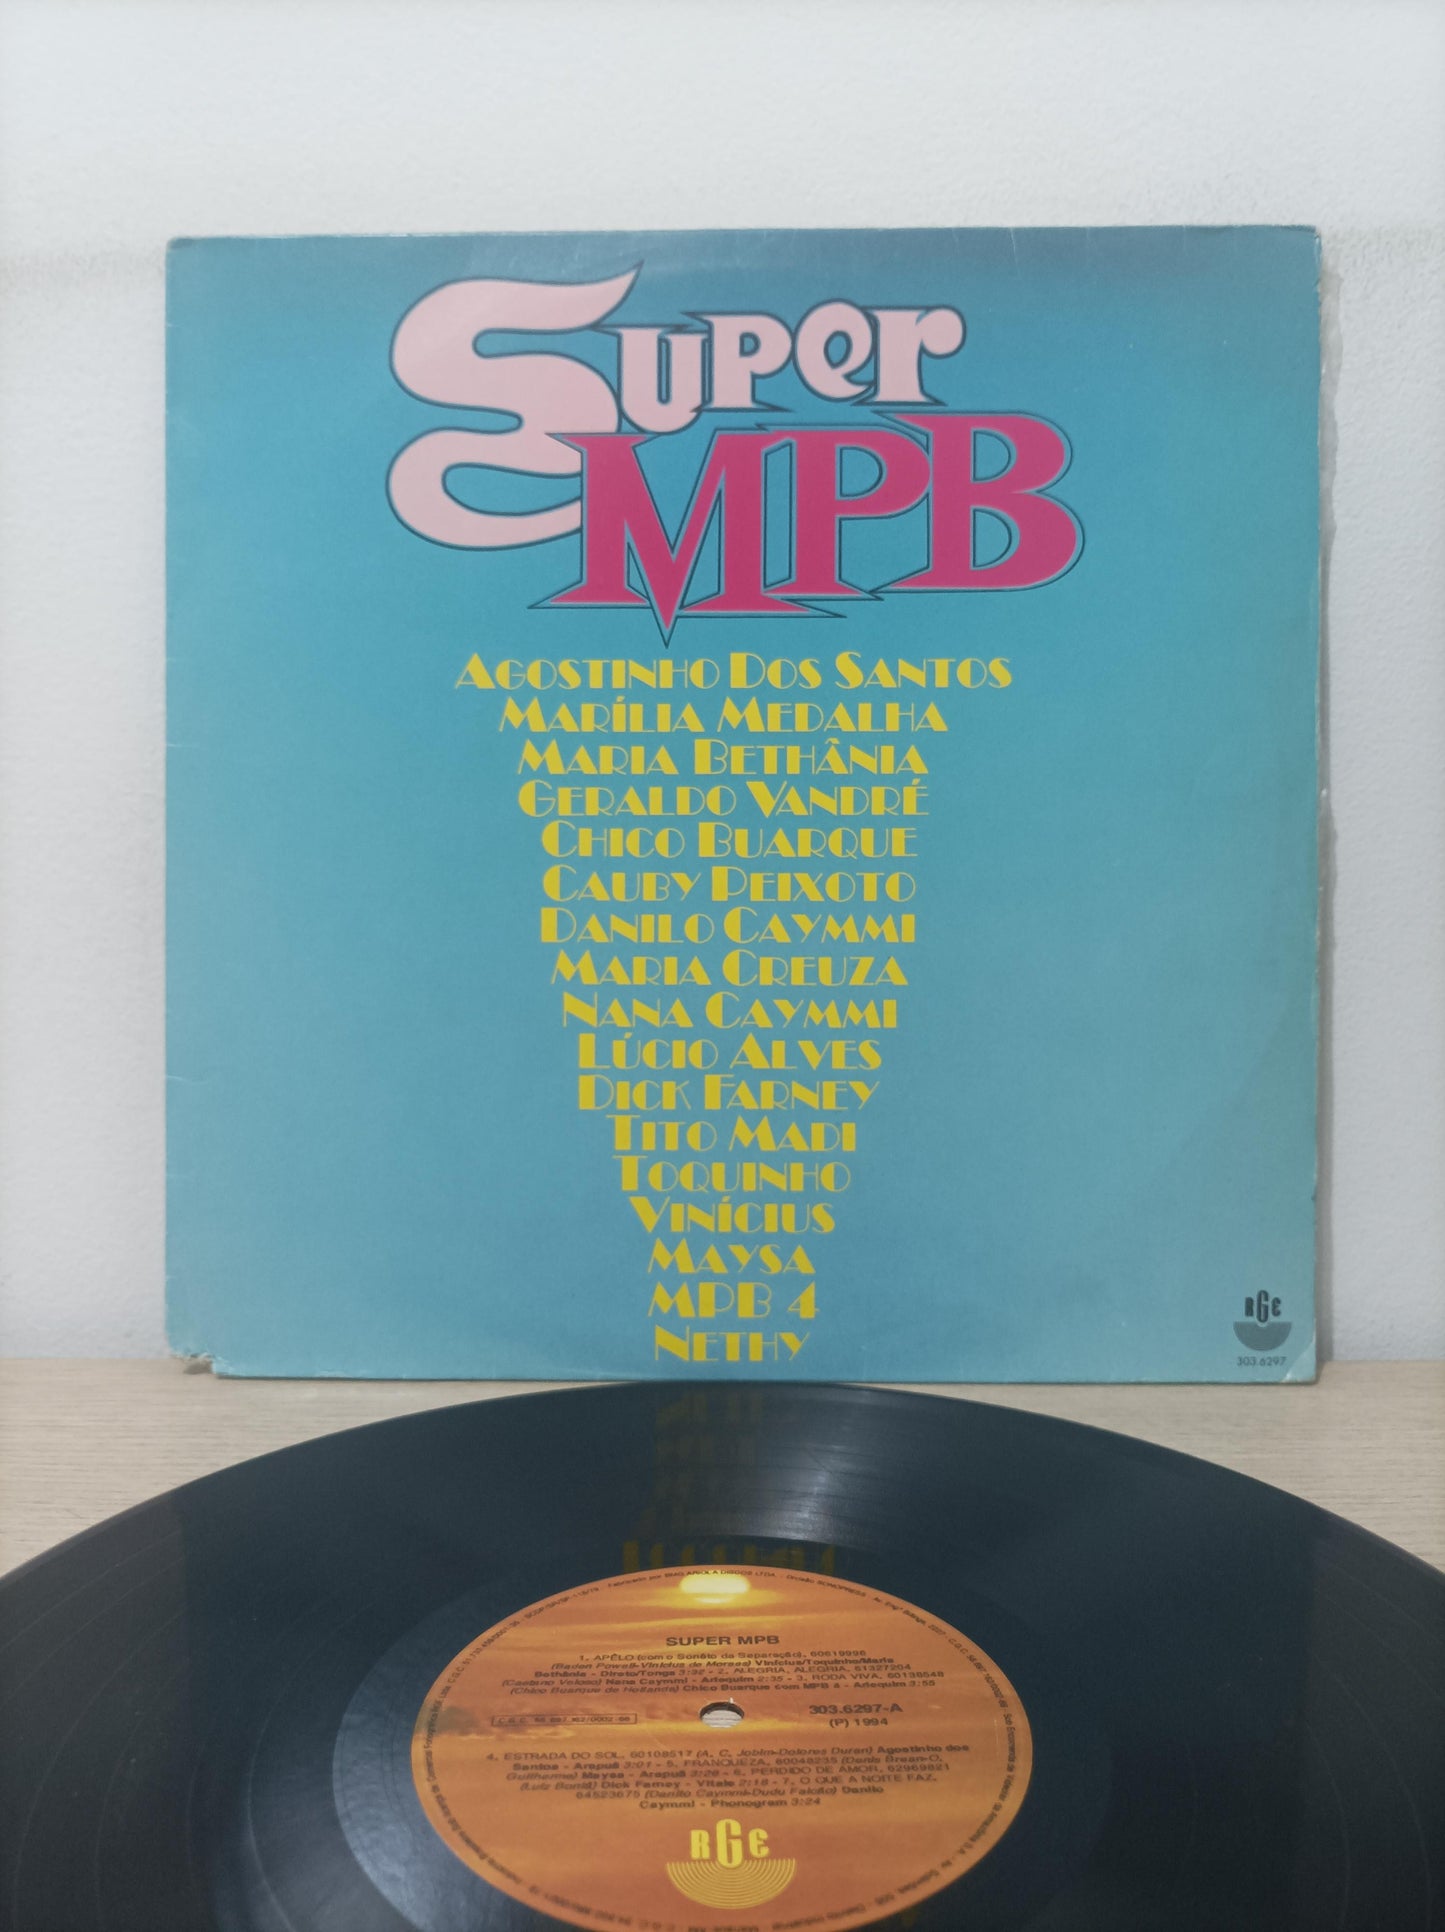 Super
MPB
Agostinho Dos Santos
Marília Medalha
Maria Bethânia
Geraldo Vandré
Chico Buarque
Cauby Peixoto
Danilo Caymmi
Maria Creuza
Nana Caymmi
Lúcio Alves
Dick Farney
Tito Madi
Toquinho
Vinícius
Maysa
MPB 4
Nethy
RGE
303.6297
SUPER MPB
1. APÊLO (com o Sonêto da Separação), 60619996
(Baden Powell-Vinícius de Moraes) Vinícius/Toquinho/Maria
Bethânia - Direto/Tonga 3:32 - 2. ALEGRIA, ALEGRIA, 61327204
(Caetano Veloso) Nana Caymmi - Arlequim 2:35 - 3. RODA VIVA, 60138548
(Chico Buarque de Hollanda) Chico Buarque com MPB 4 - Arlequim 3:55
303.6297-A
(P) 1994
4. ESTRADA DO SOL, 60108517 (A. C. Jobim-Dolores Duran) Agostinho dos
Santos - Arapuã 3:01 - 5. FRANQUEZA, 60048235 (Denis Brean-O.
Guilherme) Maysa - Arapuã 3:26 - 6. PERDIDO DE AMOR, 62969821
(Luiz Bonfá) Dick Farney - Vitale 2:18 - 7. O QUE A NOITE FAZ,
64523675 (Danilo Caymmi-Dudu Falcão) Danilo
Caymmi - Phonogram 3:24
RGE